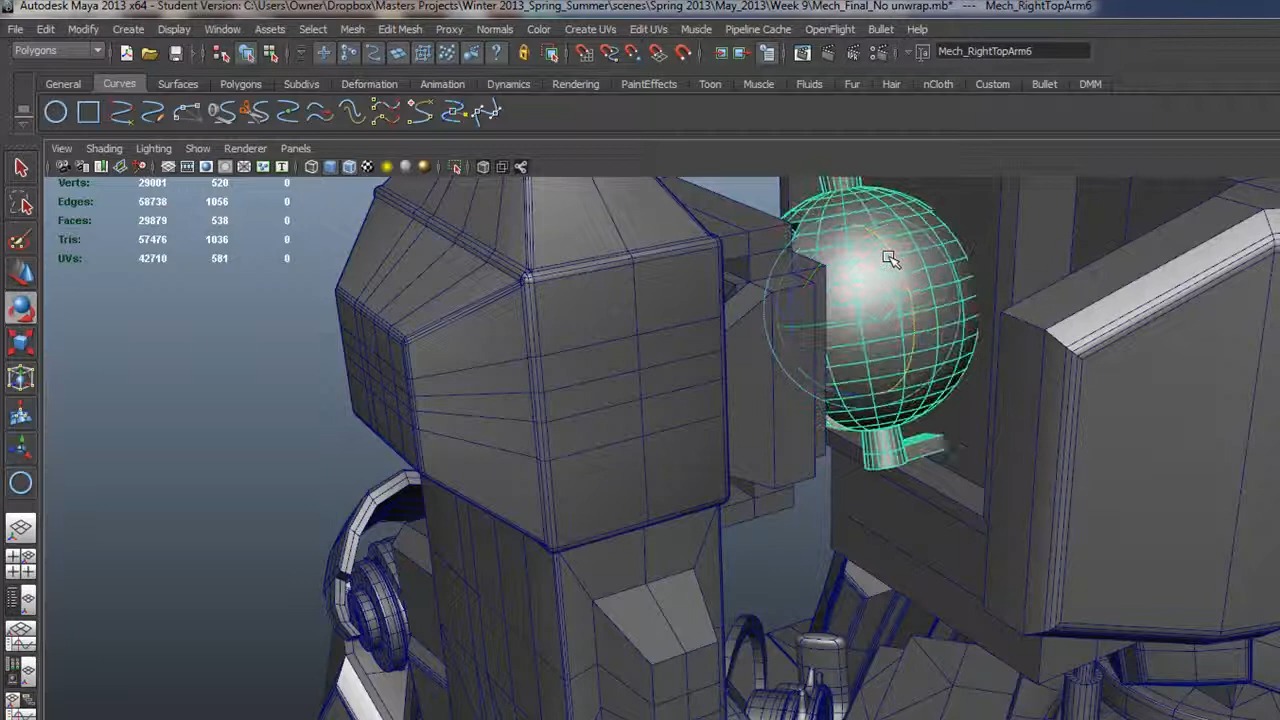 Autodesk Maya 2013 x64 - Student Version: C:\Users\Owner\Dropbox\Masters Projects\Winter 2013_Spring_Summer\scenes\Spring 2013\May_2013\Week 9\Mech_Final_No unwrap.mb* --- Mech_RightTopArm6
File Edit Modify Create Display Window Assets Select Mesh Edit Mesh Proxy Normals Color Create UVs Edit UVs Muscle Pipeline Cache OpenFlight Bullet Help
Polygons Mech_RightTopArm6
General Curves Surfaces Polygons Subdivs Deformation Animation Dynamics Rendering PaintEffects Toon Muscle Fluids Fur Hair nCloth Custom Bullet DMM
View Shading Lighting Show Renderer Panels
Verts: 29001 520 0
Edges: 58738 1056 0
Faces: 29879 538 0
Tris: 57476 1036 0
UVs: 42710 581 0